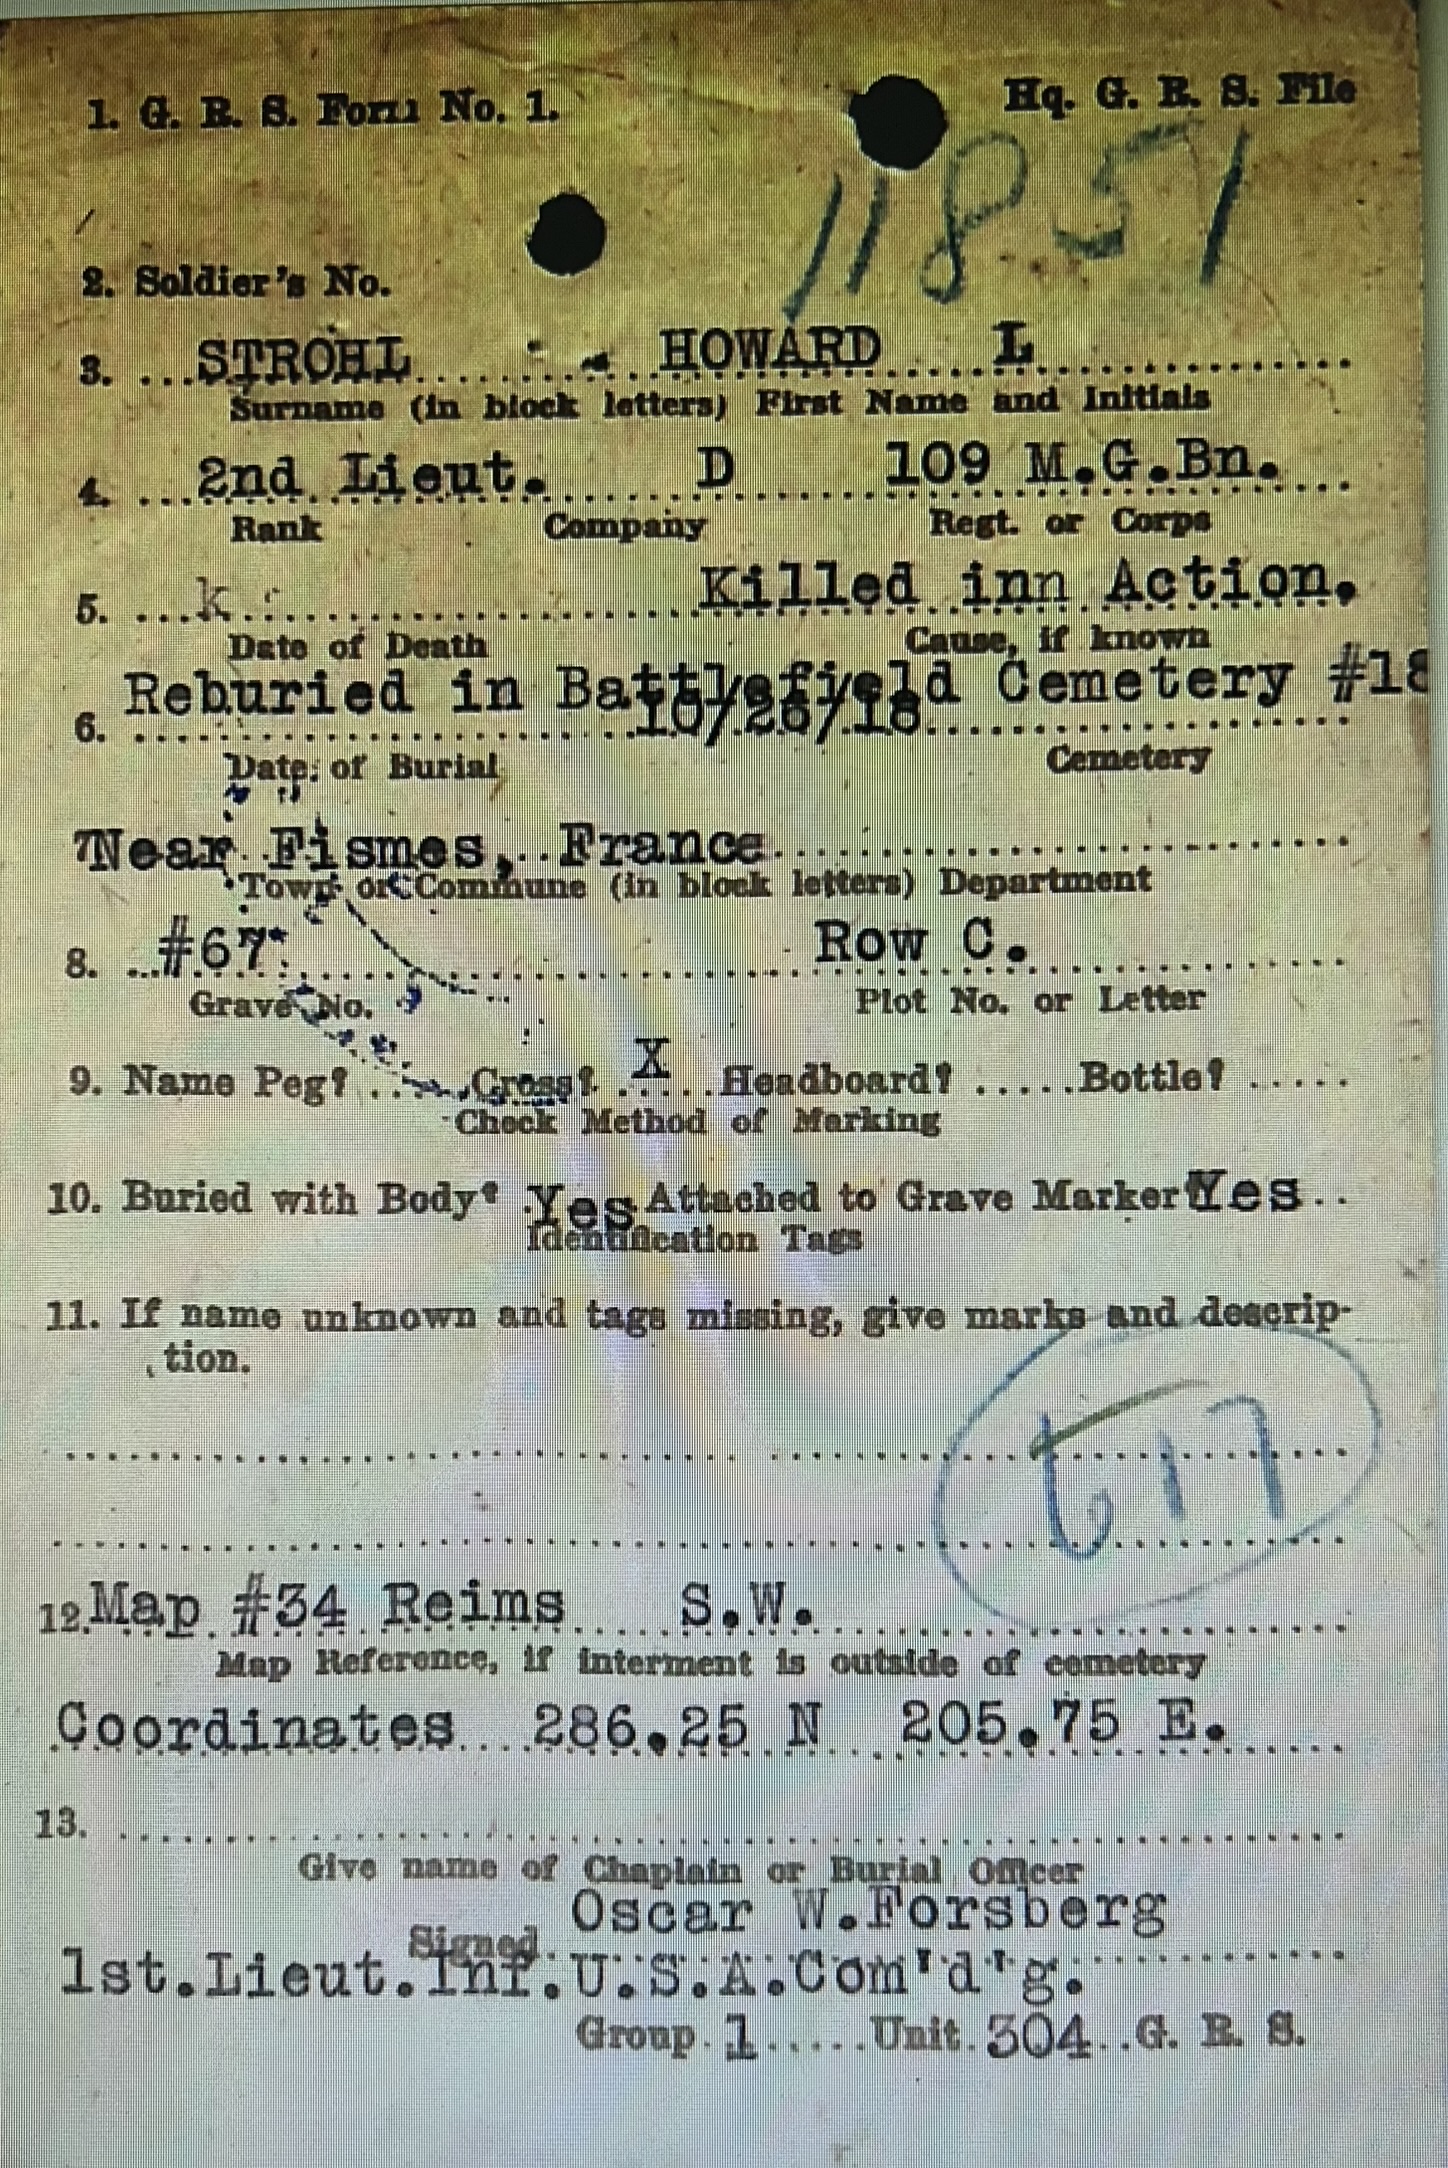 1. G. R. S. Form No. 1.
Hq. G. R. S. File
11851
2. Soldier's No.
3. ...STROHL.......... HOWARD.....L...............
Surname (in block letters) First Name and Initials
4. ...2nd Lieut........D........109 M.G.Bn.
Rank Company Regt. or Corps
5. ...k......................Killed inn Action.
Date of Death Cause, if known
Reburied in Battlefield Cemetery #18
6. ....................10/26/18....................
Date of Burial Cemetery
7Near Fismes,..France....................
Town or Commune (in block letters) Department
8. ...#67....................Row C.............
Grave No. Plot No. or Letter
9. Name Peg? ......Cross? ..X...Headboard? .....Bottle? .....
Check Method of Marking
10. Buried with Body? Yes Attached to Grave Marker? Yes..
Identification Tags
11. If name unknown and tags missing, give marks and descrip-
tion.
617
12.Map #34 Reims S.W.
Map Reference, if interment is outside of cemetery
Coordinates....286.25 N 205.75 E.
13. ........................................
Give name of Chaplain or Burial Officer
Oscar W.Forsberg
Signed
1st.Lieut.Inf.U.S.A.Com'd'g.
Group.1.....Unit.304..G. R. S.